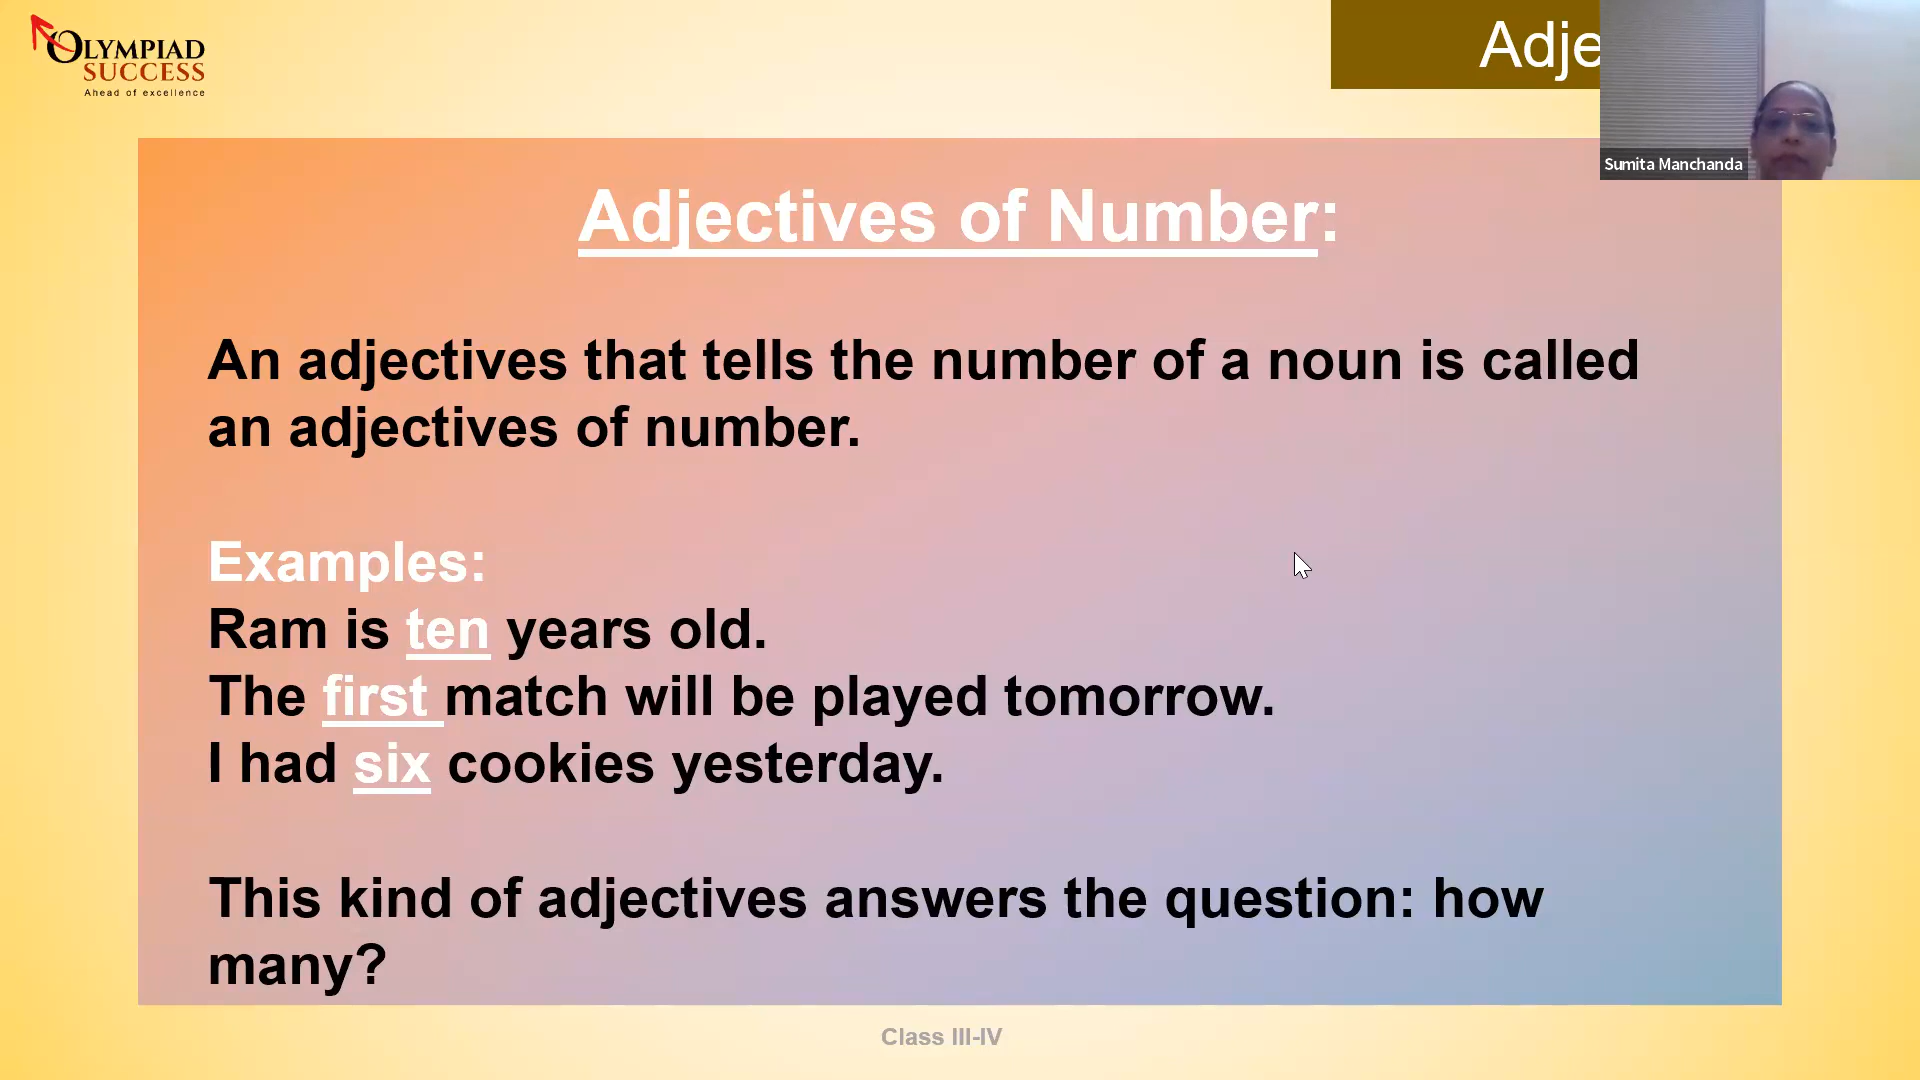 OLYMPIAD
SUCCESS
Ahead of excellence
Adje
Sumita Manchanda
Adjectives of Number:
An adjectives that tells the number of a noun is called
an adjectives of number.
Examples:
Ram is ten years old.
The first match will be played tomorrow.
I had six cookies yesterday.
This kind of adjectives answers the question: how
many?
Class III-IV